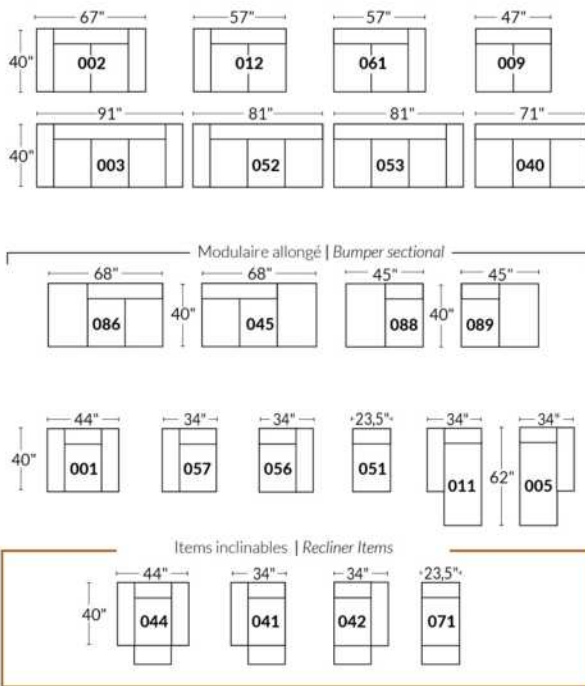 67" 57" 57" 47"
40" 002 012 061 009
91" 81" 81" 71"
40" 003 052 053 040
Modulaire allongé | Bumper sectional
68" 68" 45" 45"
086 40" 045 088 40" 089
44" 34" 34" 23,5" 34" 34"
40" 001 057 056 051 011 62" 005
Items inclinables | Recliner Items
44" 34" 34" 23,5"
40" 044 041 042 071